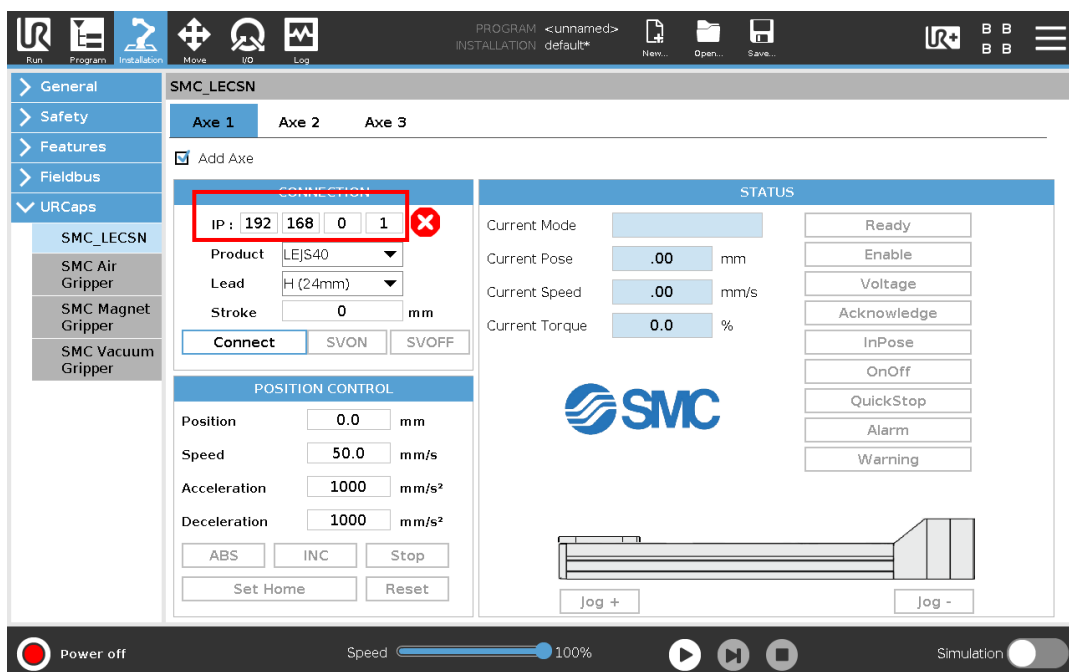 PROGRAM <unnamed>
INSTALLATION default*
UR
Run
Program
Installation
Move
I/O
Log
New...
Open...
Save...
UR+
B B
B B
General
Safety
Features
Fieldbus
URCaps
SMC_LECSN
SMC Air
Gripper
SMC Magnet
Gripper
SMC Vacuum
Gripper
SMC_LECSN
Axe 1 Axe 2 Axe 3
Add Axe
CONNECTION
IP : 192 168 0 1
Product LEJS40
Lead H (24mm)
Stroke 0 mm
Connect SVON SVOFF
POSITION CONTROL
Position 0.0 mm
Speed 50.0 mm/s
Acceleration 1000 mm/s²
Deceleration 1000 mm/s²
ABS INC Stop
Set Home Reset
STATUS
Current Mode
Current Pose .00 mm
Current Speed .00 mm/s
Current Torque 0.0 %
Ready
Enable
Voltage
Acknowledge
InPose
OnOff
QuickStop
Alarm
Warning
SMC
Jog + Jog -
Power off
Speed 100%
Simulation